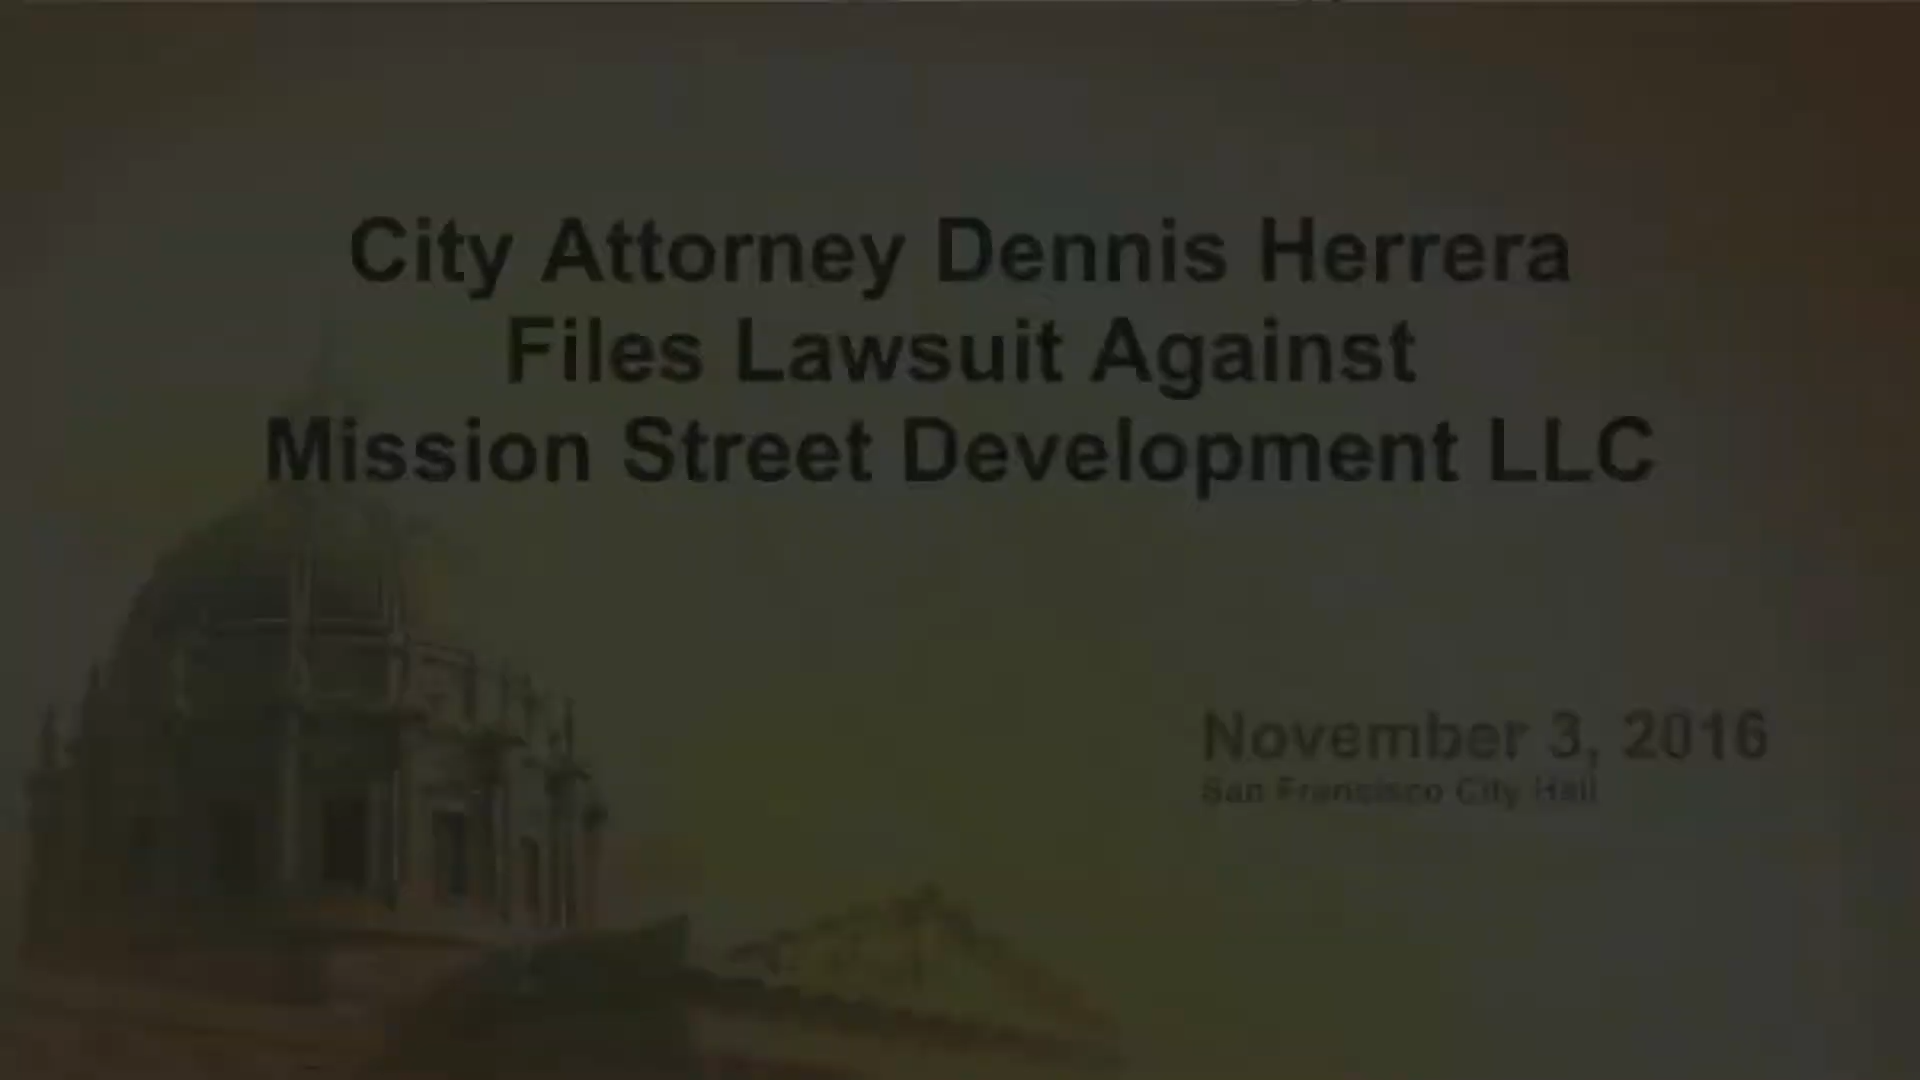 City Attorney Dennis Herrera
Files Lawsuit Against
Mission Street Development LLC
November 3, 2016
San Francisco City Hall